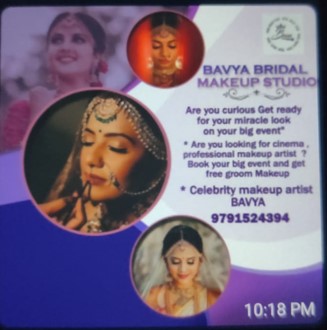 BAVYA BRIDAL
MAKEUP STUDIO
Are you curious Get ready
for your miracle look
on your big event"
* Are you looking for cinema ,
professional makeup artist ?
Book your big event and get
free groom Makeup
* Celebrity makeup artist
BAVYA
9791524394
10:18 PM